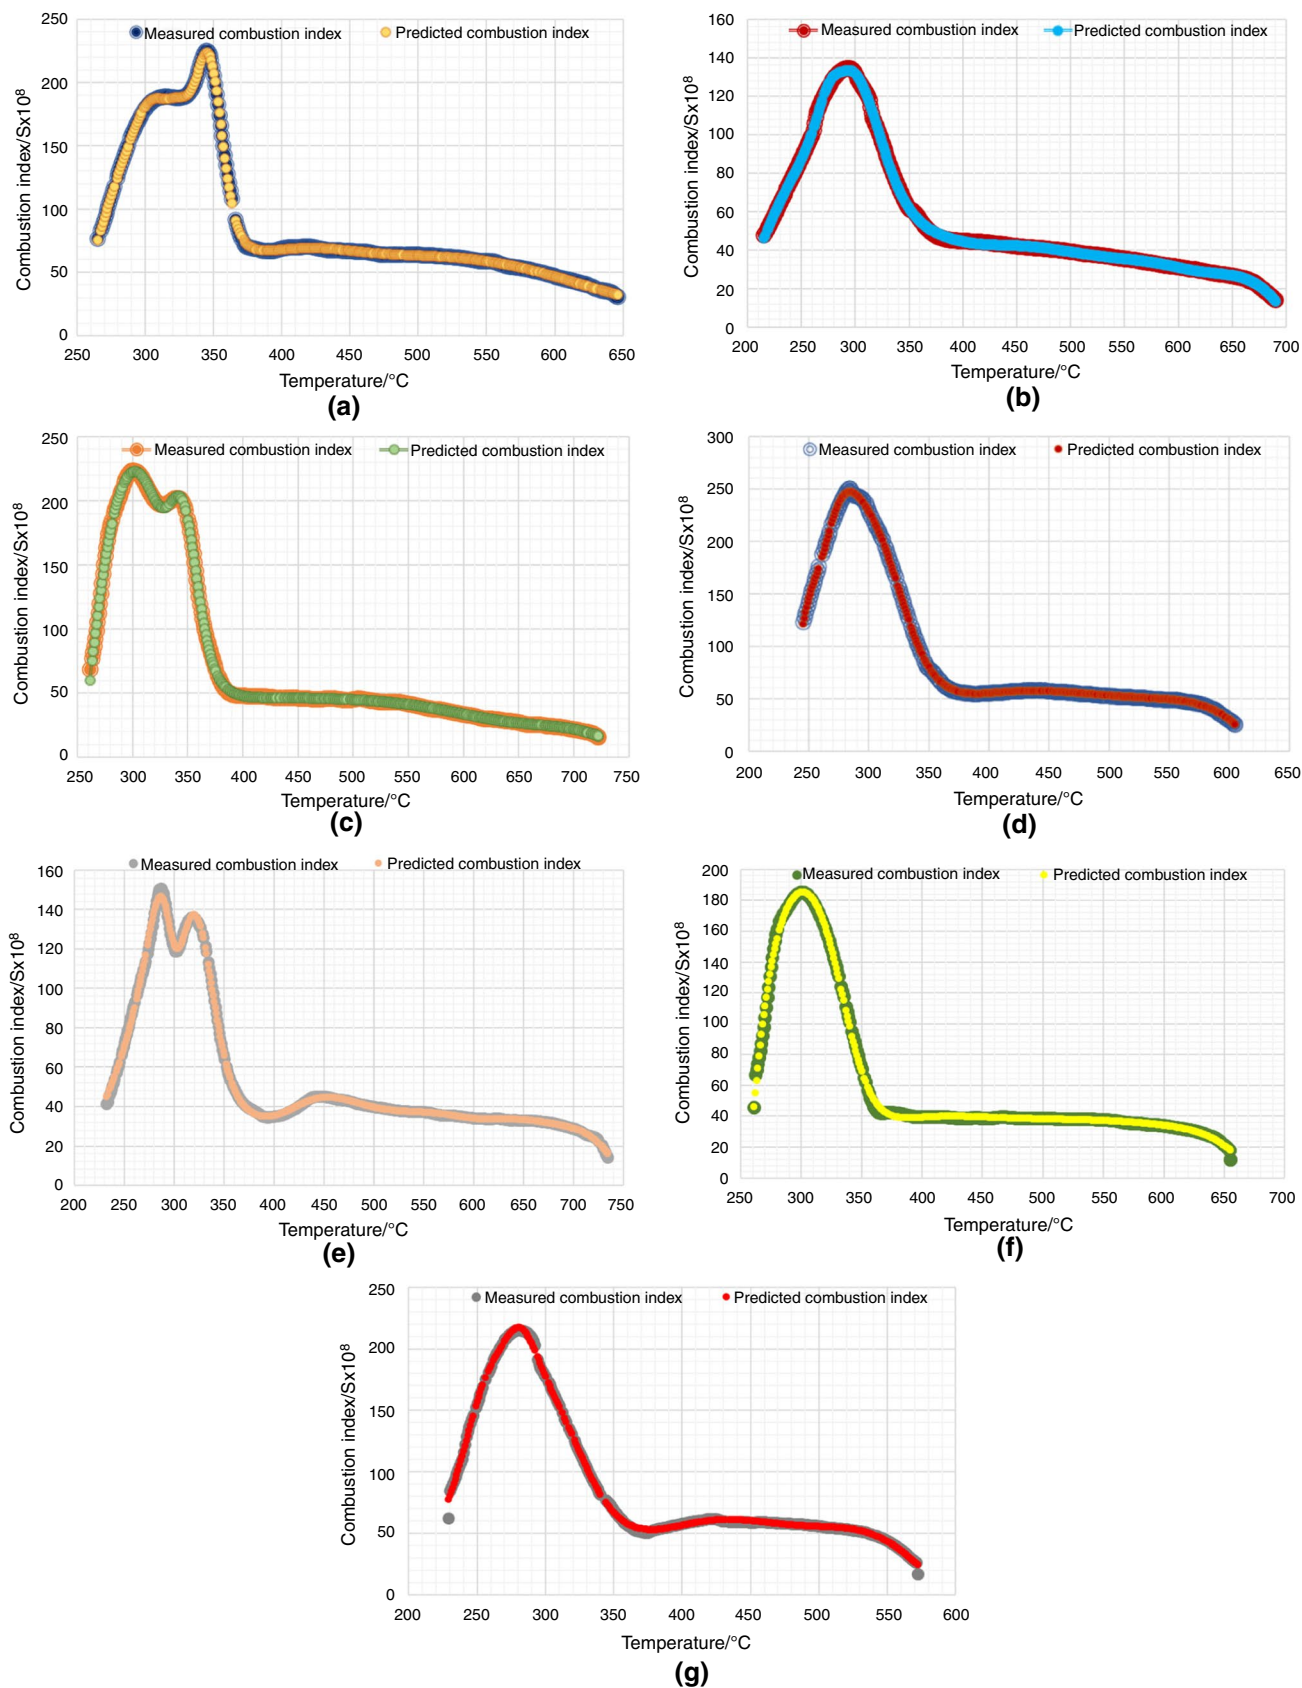 Measured combustion index Predicted combustion index
Combustion index/Sx10⁸
250
200
150
100
50
0
250 300 350 400 450 500 550 600 650
Temperature/°C
(a)
Measured combustion index Predicted combustion index
Combustion index/Sx10⁸
160
140
120
100
80
60
40
20
0
200 250 300 350 400 450 500 550 600 650 700
Temperature/°C
(b)
Measured combustion index Predicted combustion index
Combustion index/Sx10⁸
250
200
150
100
50
0
250 300 350 400 450 500 550 600 650 700 750
Temperature/°C
(c)
Measured combustion index Predicted combustion index
Combustion index/Sx10⁸
300
250
200
150
100
50
0
200 250 300 350 400 450 500 550 600 650
Temperature/°C
(d)
Measured combustion index Predicted combustion index
Combustion index/Sx10⁸
160
140
120
100
80
60
40
20
0
200 250 300 350 400 450 500 550 600 650 700 750
Temperature/°C
(e)
Measured combustion index Predicted combustion index
Combustion index/Sx10⁸
200
180
160
140
120
100
80
60
40
20
0
250 300 350 400 450 500 550 600 650 700
Temperature/°C
(f)
Measured combustion index Predicted combustion index
Combustion index/Sx10⁸
250
200
150
100
50
0
200 250 300 350 400 450 500 550 600
Temperature/°C
(g)